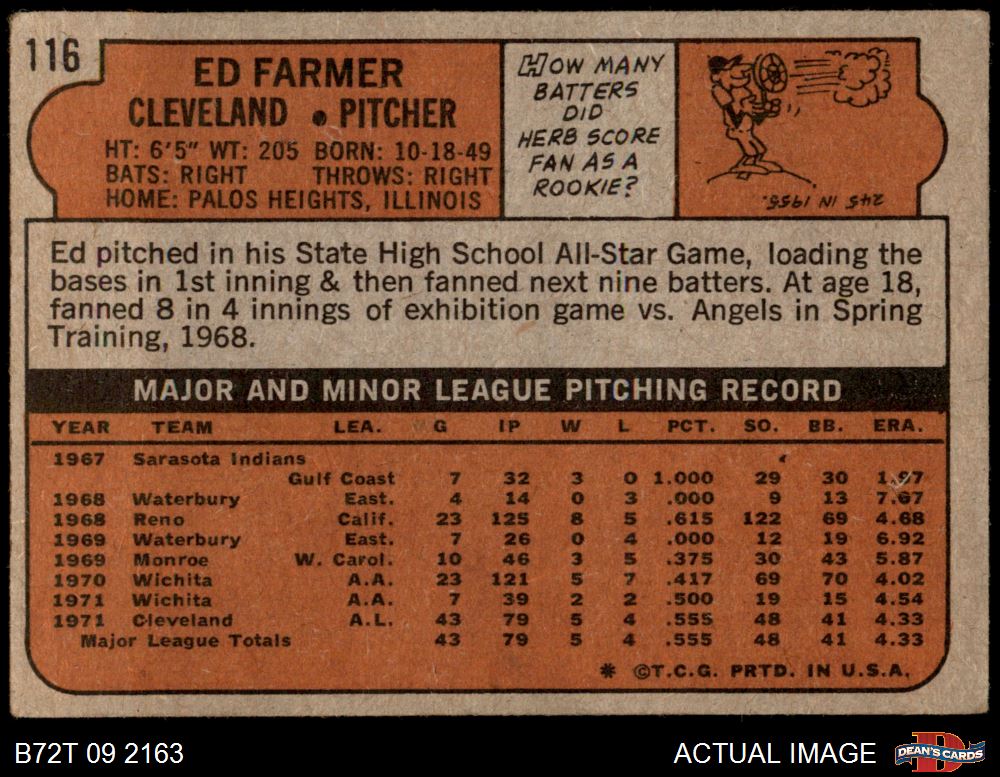 116
ED FARMER
CLEVELAND • PITCHER
HT: 6'5" WT: 205 BORN: 10-18-49
BATS: RIGHT THROWS: RIGHT
HOME: PALOS HEIGHTS, ILLINOIS
HOW MANY
BATTERS
DID
HERB SCORE
FAN AS A
ROOKIE?
245 IN 1955.
Ed pitched in his State High School All-Star Game, loading the
bases in 1st inning & then fanned next nine batters. At age 18,
fanned 8 in 4 innings of exhibition game vs. Angels in Spring
Training, 1968.
MAJOR AND MINOR LEAGUE PITCHING RECORD
YEAR TEAM LEA. G IP W L PCT. SO. BB. ERA.
1967 Sarasota Indians
Gulf Coast 7 32 3 0 1.000 29 30 1.97
1968 Waterbury East. 4 14 0 3 .000 9 13 7.67
1968 Reno Calif. 23 125 8 5 .615 122 69 4.68
1969 Waterbury East. 7 26 0 4 .000 12 19 6.92
1969 Monroe W. Carol. 10 46 3 5 .375 30 43 5.87
1970 Wichita A.A. 23 121 5 7 .417 69 70 4.02
1971 Wichita A.A. 7 39 2 2 .500 19 15 4.54
1971 Cleveland A.L. 43 79 5 4 .555 48 41 4.33
Major League Totals 43 79 5 4 .555 48 41 4.33
* ©T.C.G. PRTD. IN U.S.A.
B72T 09 2163 ACTUAL IMAGE
D
DEAN'S CARDS